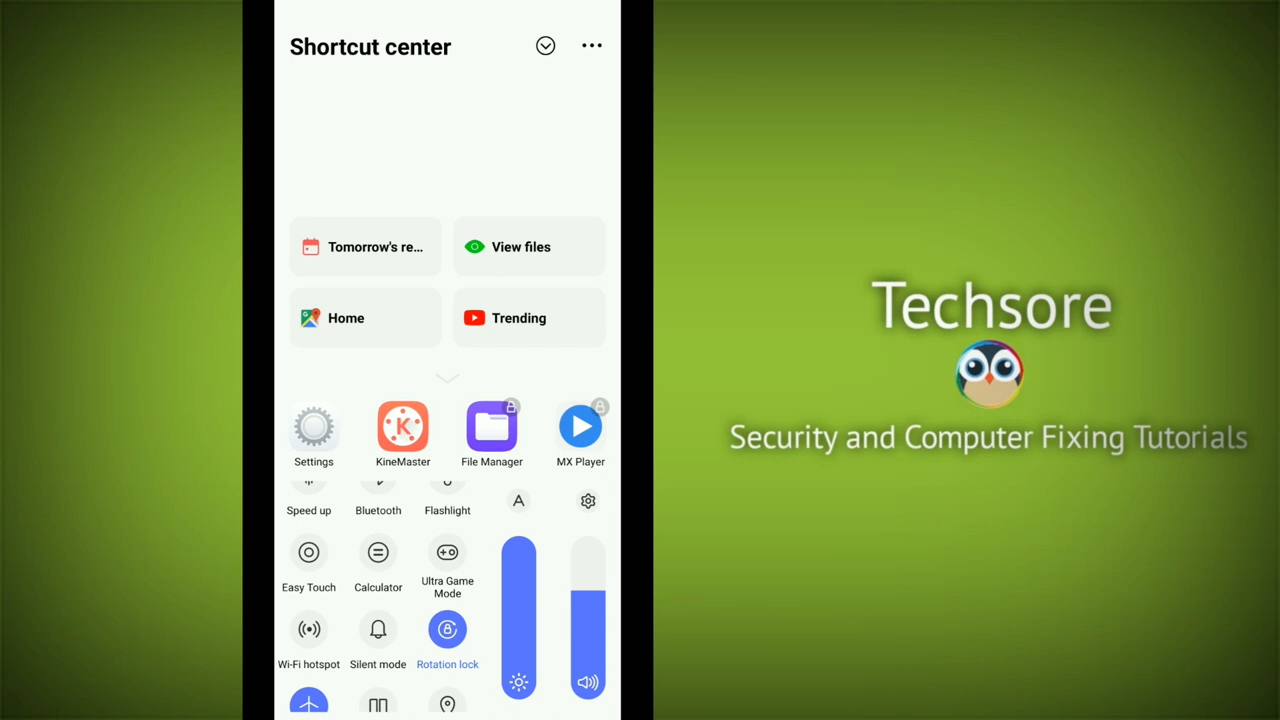 Shortcut center
Tomorrow's re...
View files
Home
Trending
Settings
KineMaster
File Manager
MX Player
A
Speed up
Bluetooth
Flashlight
Easy Touch
Calculator
Ultra Game
Mode
Wi-Fi hotspot
Silent mode
Rotation lock
Techsore
Security and Computer Fixing Tutorials